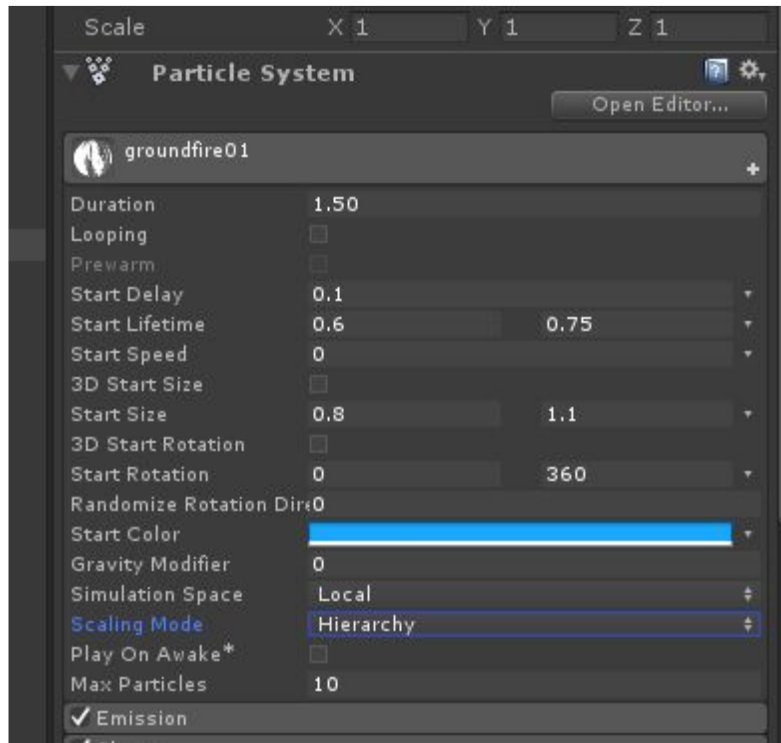 Scale X 1 Y 1 Z 1
Particle System
Open Editor...
groundfire01
Duration 1.50
Looping
Prewarm
Start Delay 0.1
Start Lifetime 0.6 0.75
Start Speed 0
3D Start Size
Start Size 0.8 1.1
3D Start Rotation
Start Rotation 0 360
Randomize Rotation Dire 0
Start Color
Gravity Modifier 0
Simulation Space Local
Scaling Mode Hierarchy
Play On Awake*
Max Particles 10
Emission